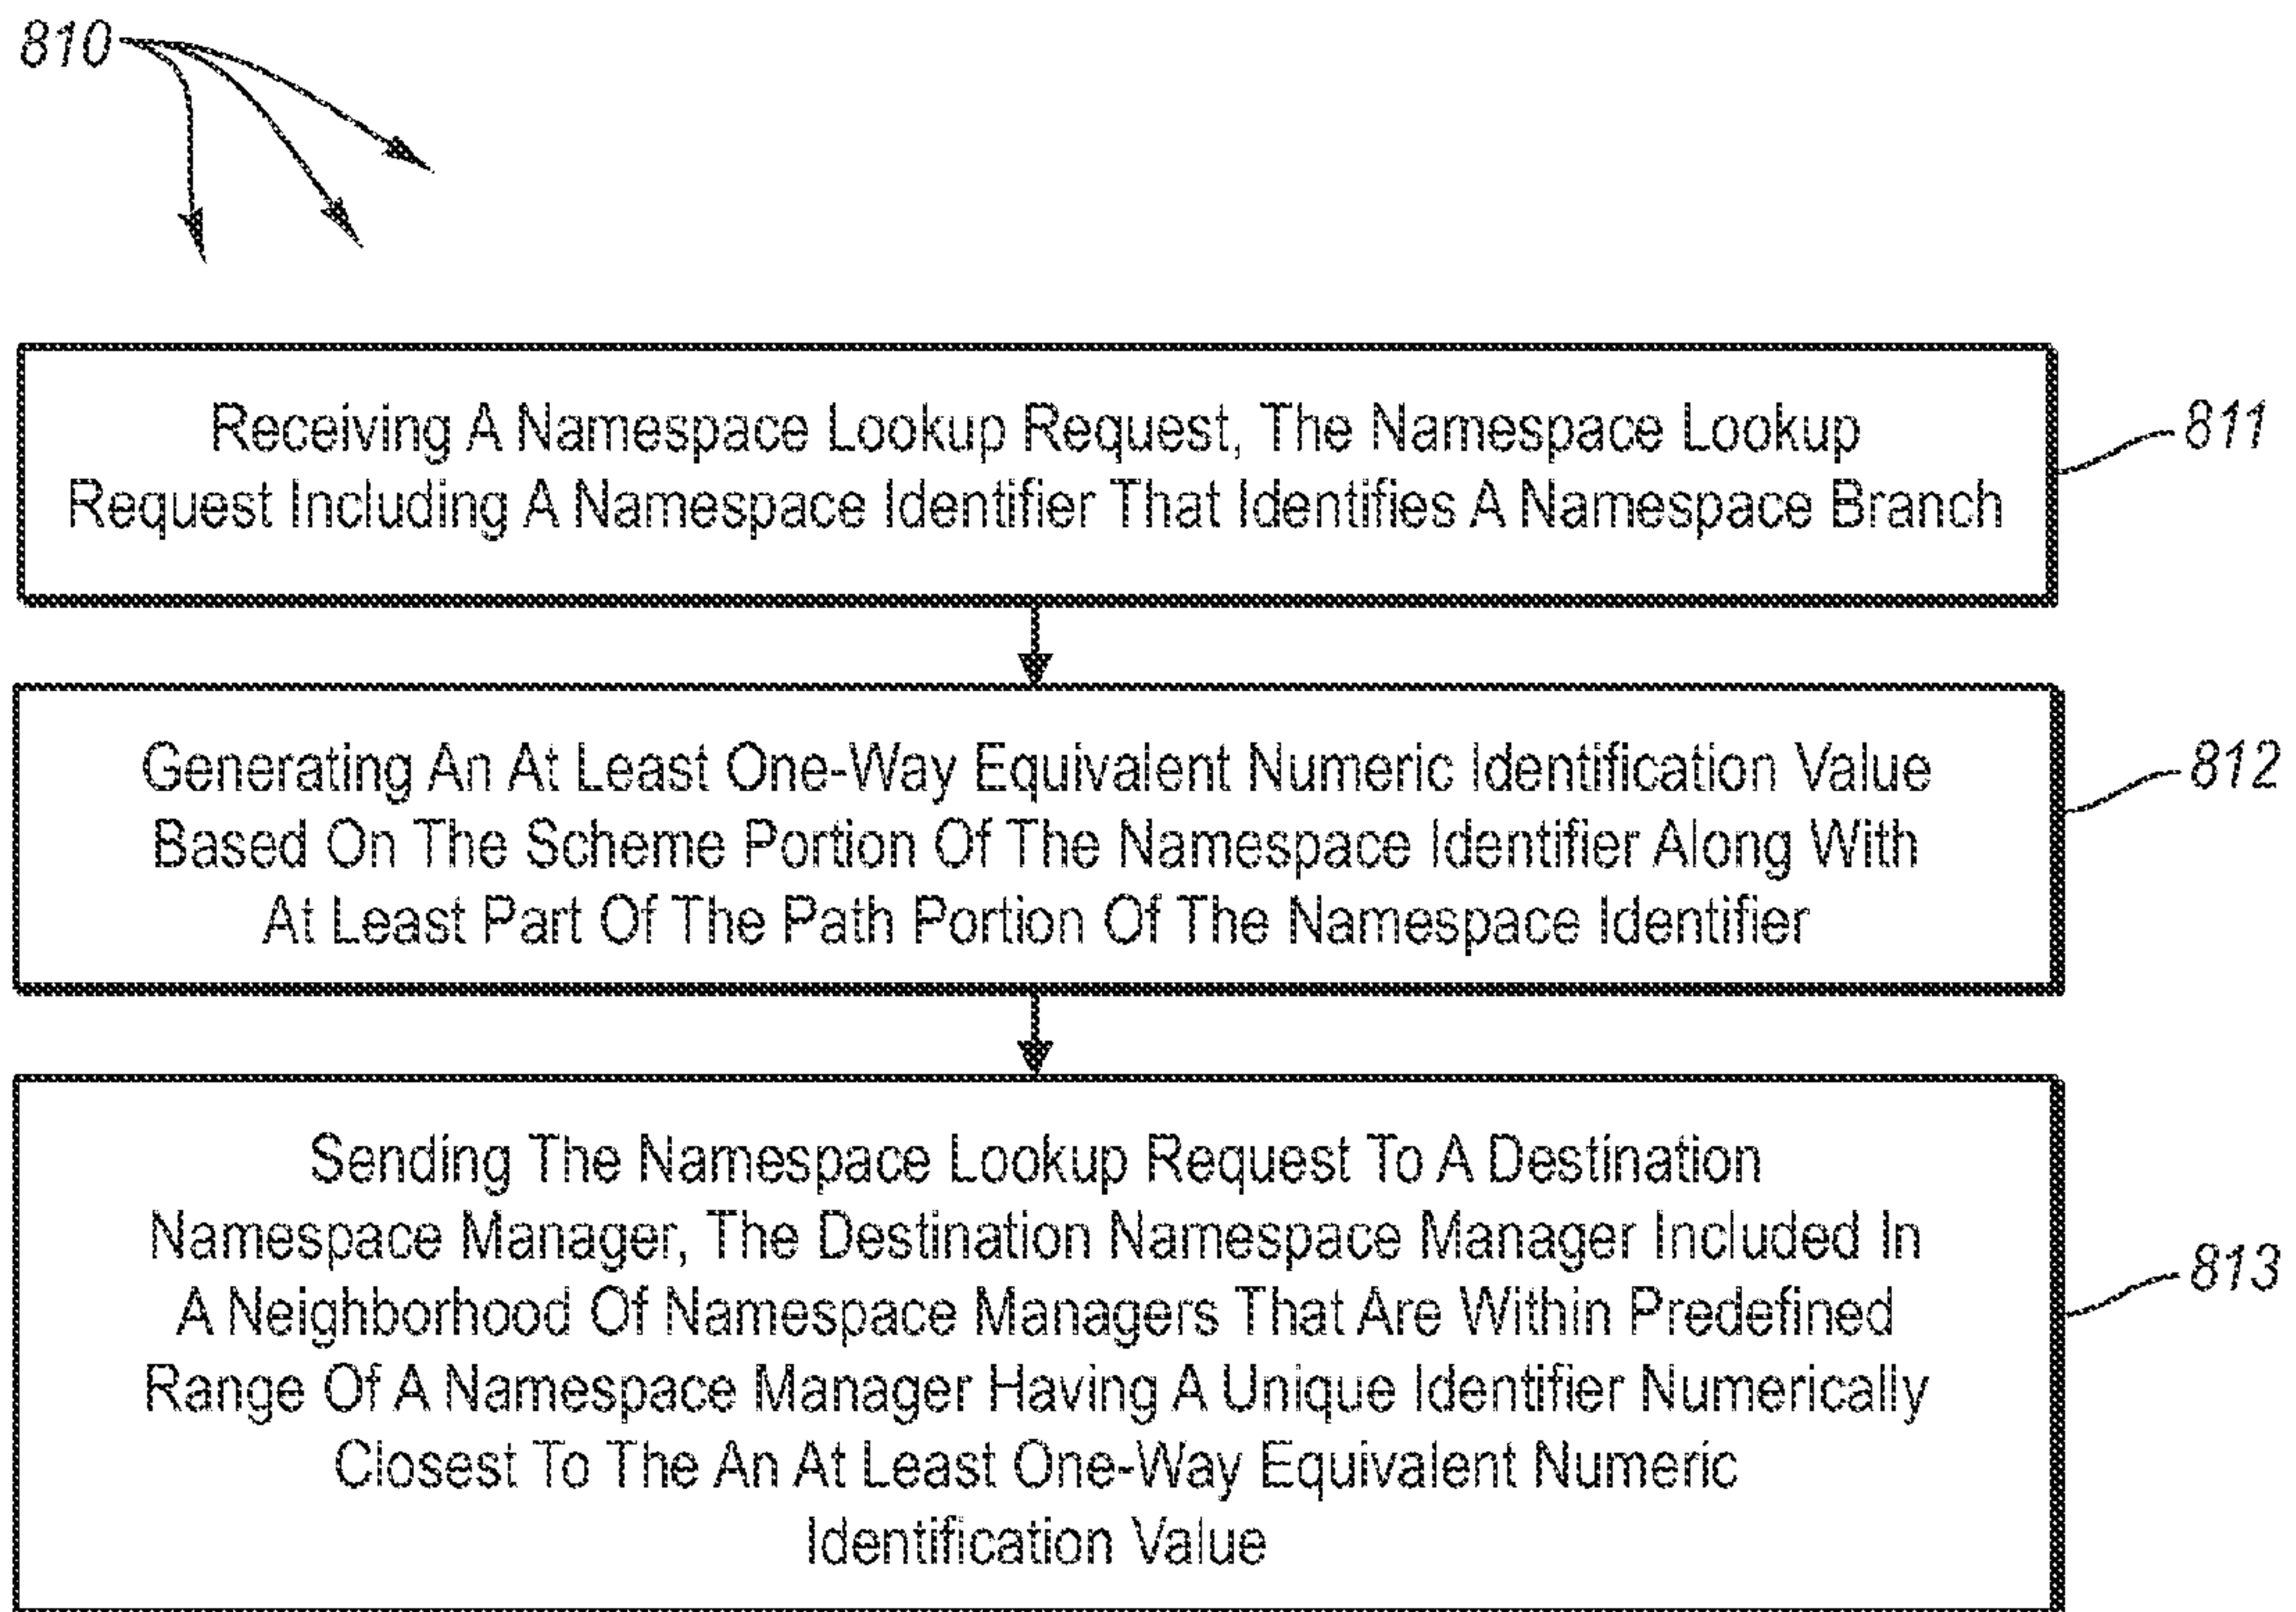 810
Receiving A Namespace Lookup Request, The Namespace Lookup
Request Including A Namespace Identifier That Identifies A Namespace Branch
811
Generating An At Least One-Way Equivalent Numeric Identification Value
Based On The Scheme Portion Of The Namespace Identifier Along With
At Least Part Of The Path Portion Of The Namespace Identifier
812
Sending The Namespace Lookup Request To A Destination
Namespace Manager, The Destination Namespace Manager Included In
A Neighborhood Of Namespace Managers That Are Within Predefined
Range Of A Namespace Manager Having A Unique Identifier Numerically
Closest To The An At Least One-Way Equivalent Numeric
Identification Value
813